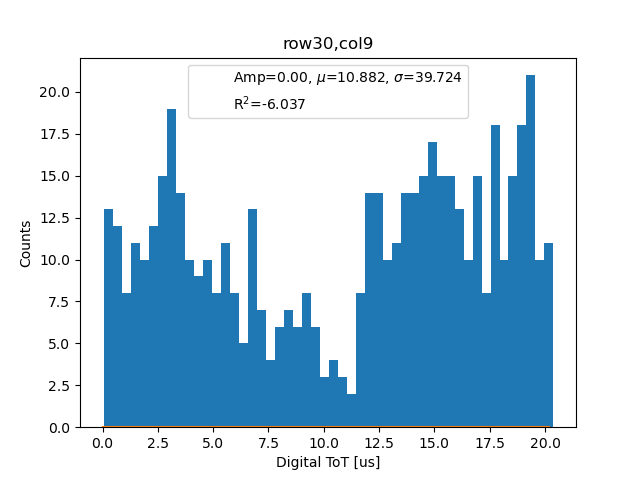 row30,col9
Amp=0.00, μ=10.882, σ=39.724
R²=-6.037
20.0
17.5
15.0
12.5
10.0
7.5
5.0
2.5
0.0
Counts
0.0 2.5 5.0 7.5 10.0 12.5 15.0 17.5 20.0
Digital ToT [us]